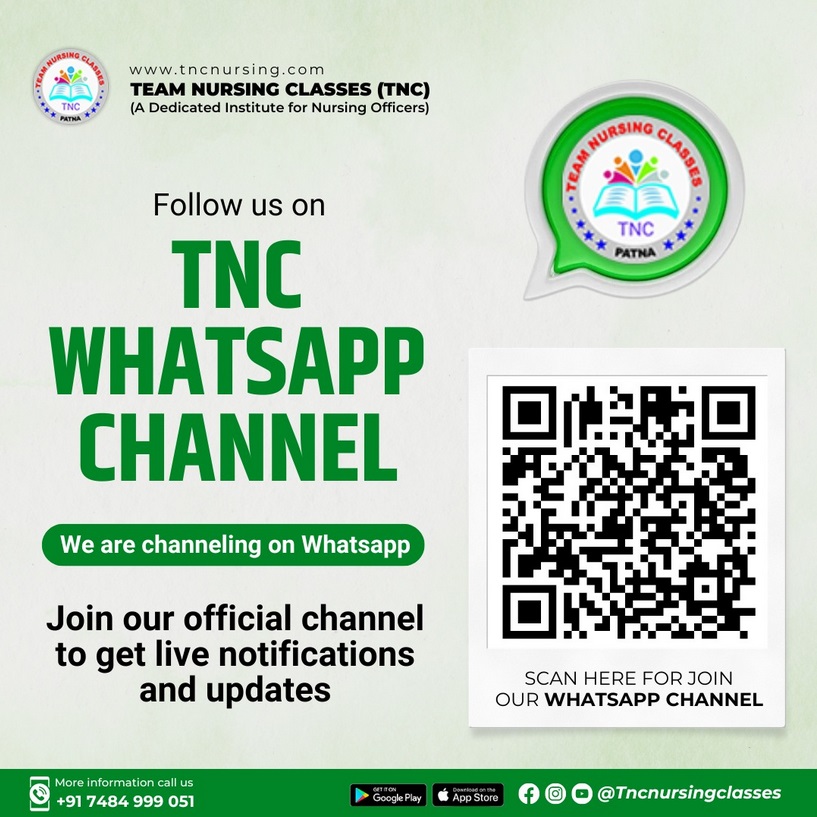 www.tncnursing.com
TEAM NURSING CLASSES (TNC)
(A Dedicated Institute for Nursing Officers)
TEAM NURSING CLASSES
TNC
PATNA
TEAM NURSING CLASSES
TNC
PATNA
Follow us on
TNC
WHATSAPP
CHANNEL
We are channeling on Whatsapp
Join our official channel
to get live notifications
and updates
SCAN HERE FOR JOIN
OUR WHATSAPP CHANNEL
More information call us
+91 7484 999 051
GET IT ON
Google Play
Download on the
App Store
@Tncnursingclasses